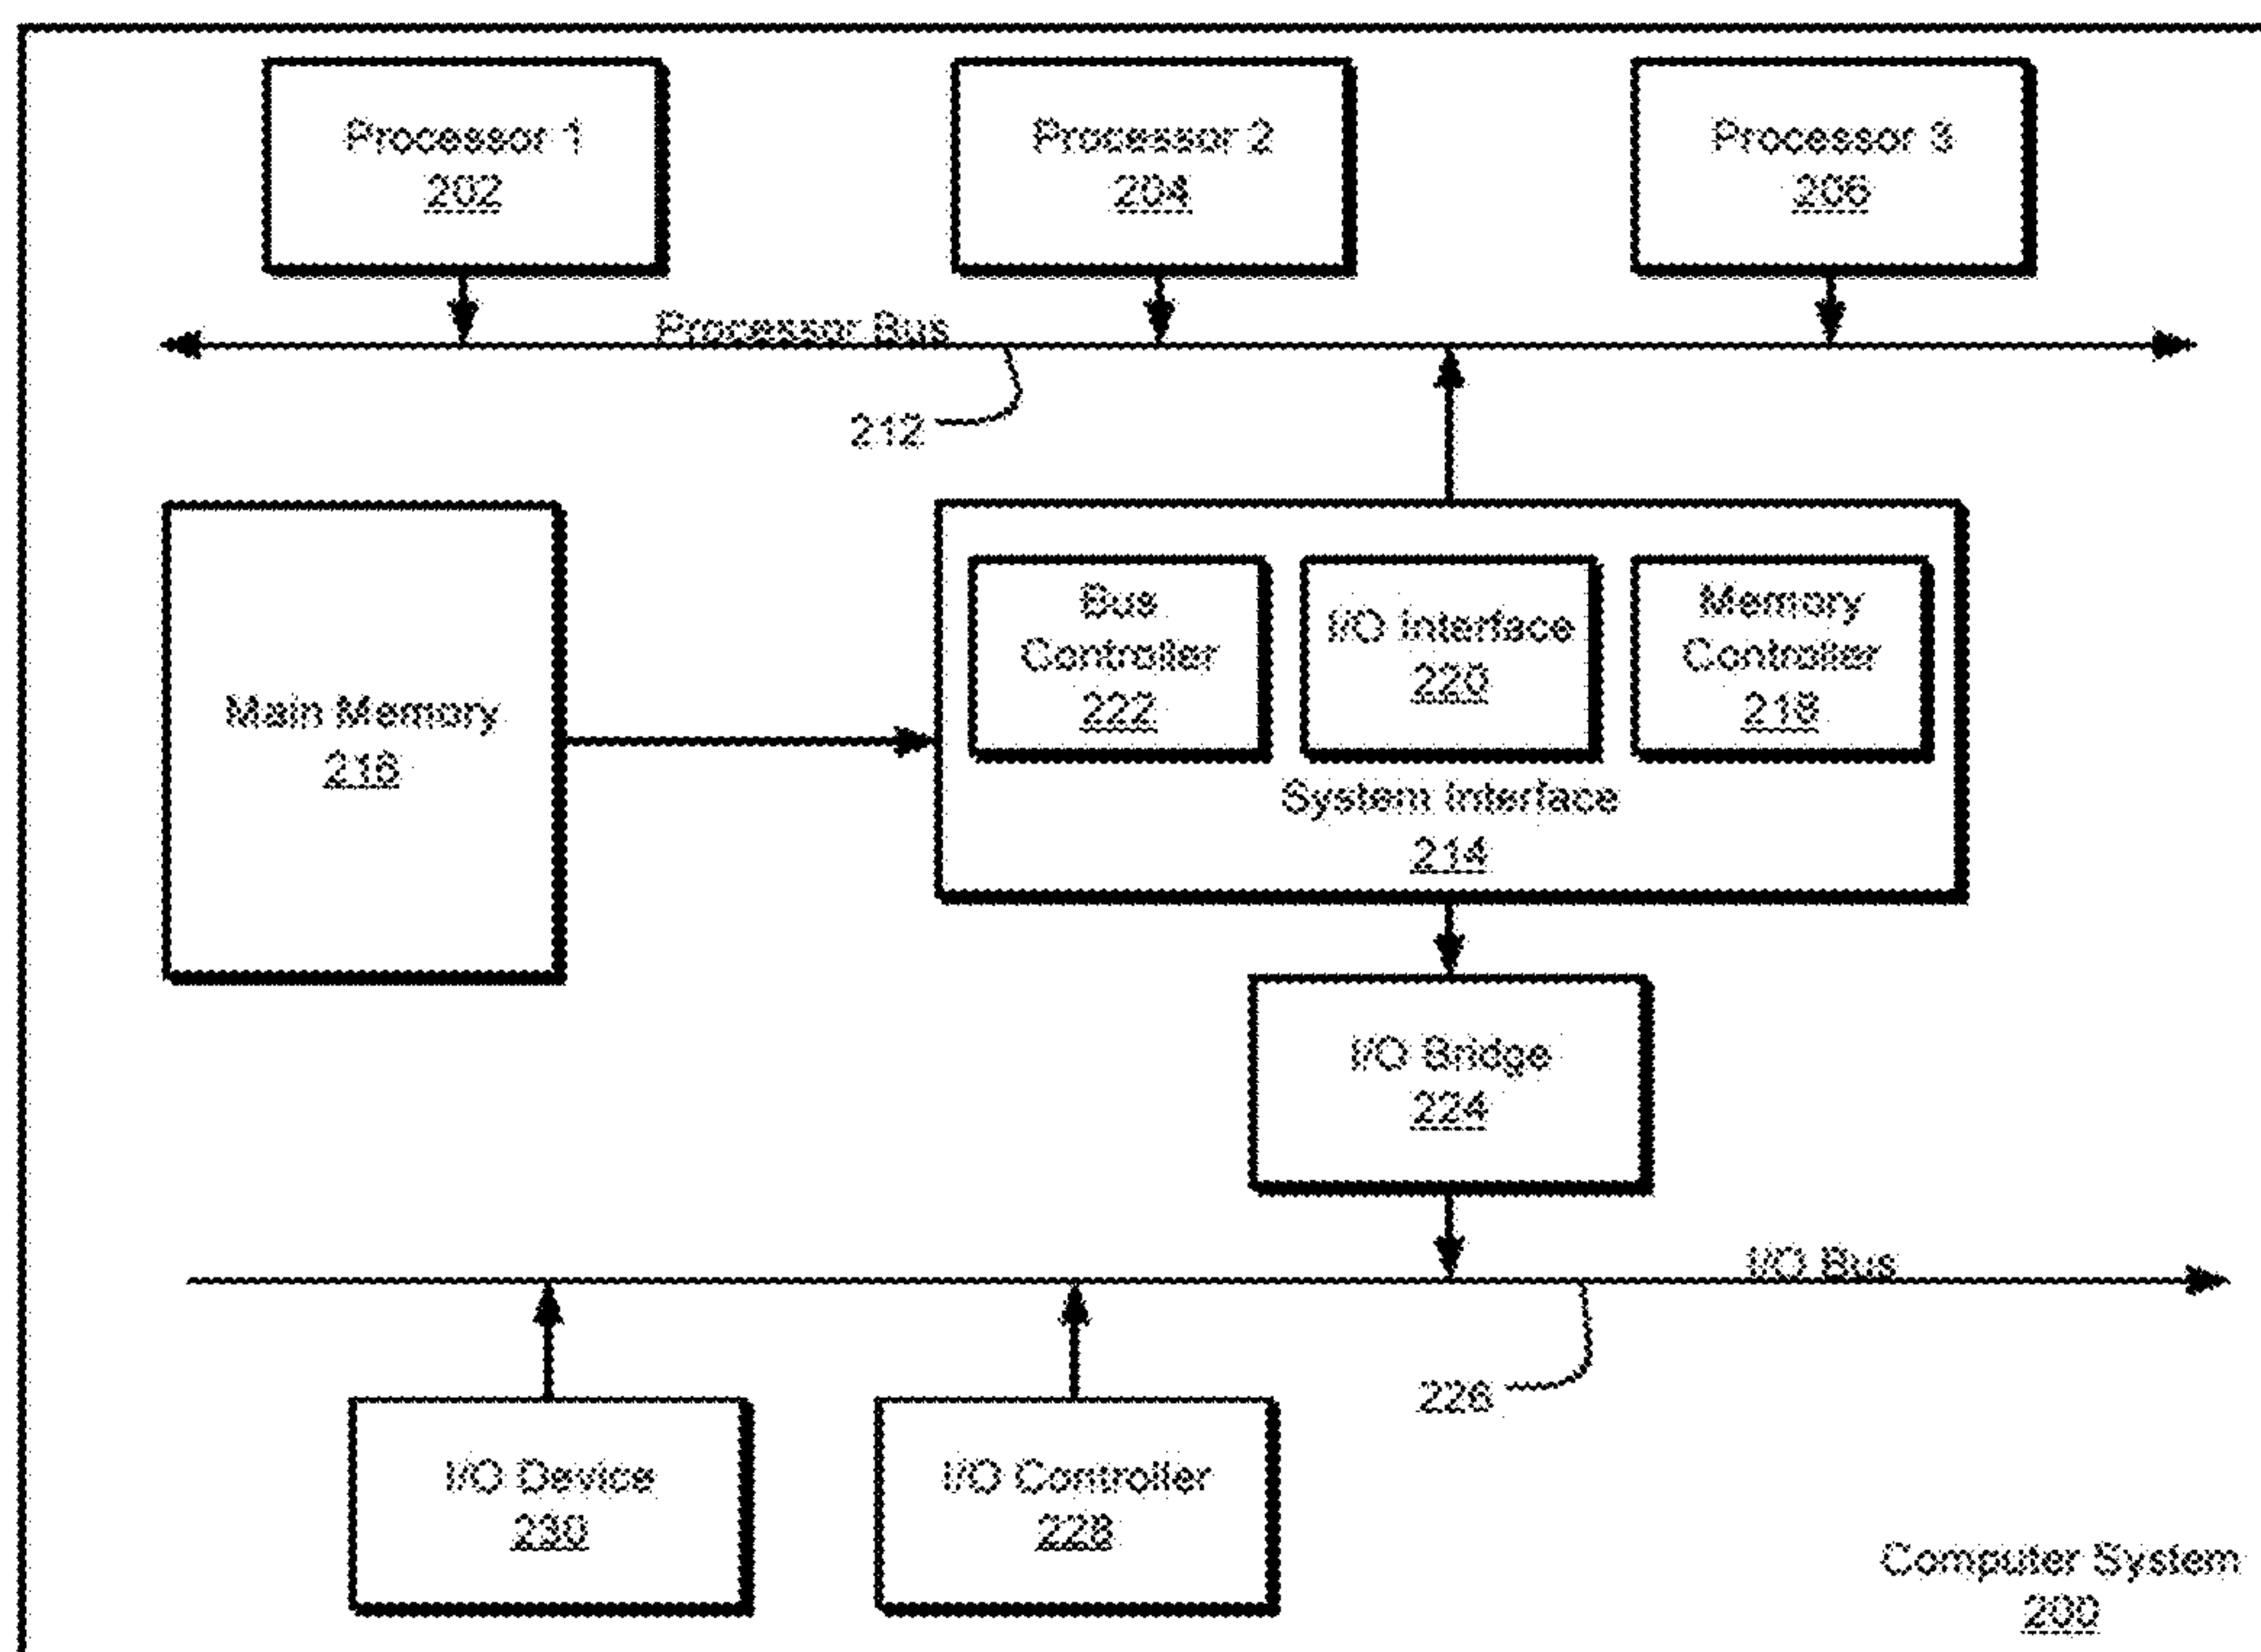 Processor 1
202
Processor 2
204
Processor 3
206
Processor Bus
212
Main Memory
216
Bus
Controller
222
I/O Interface
220
Memory
Controller
218
System Interface
214
I/O Bridge
224
I/O Bus
226
I/O Device
230
I/O Controller
228
Computer System
200